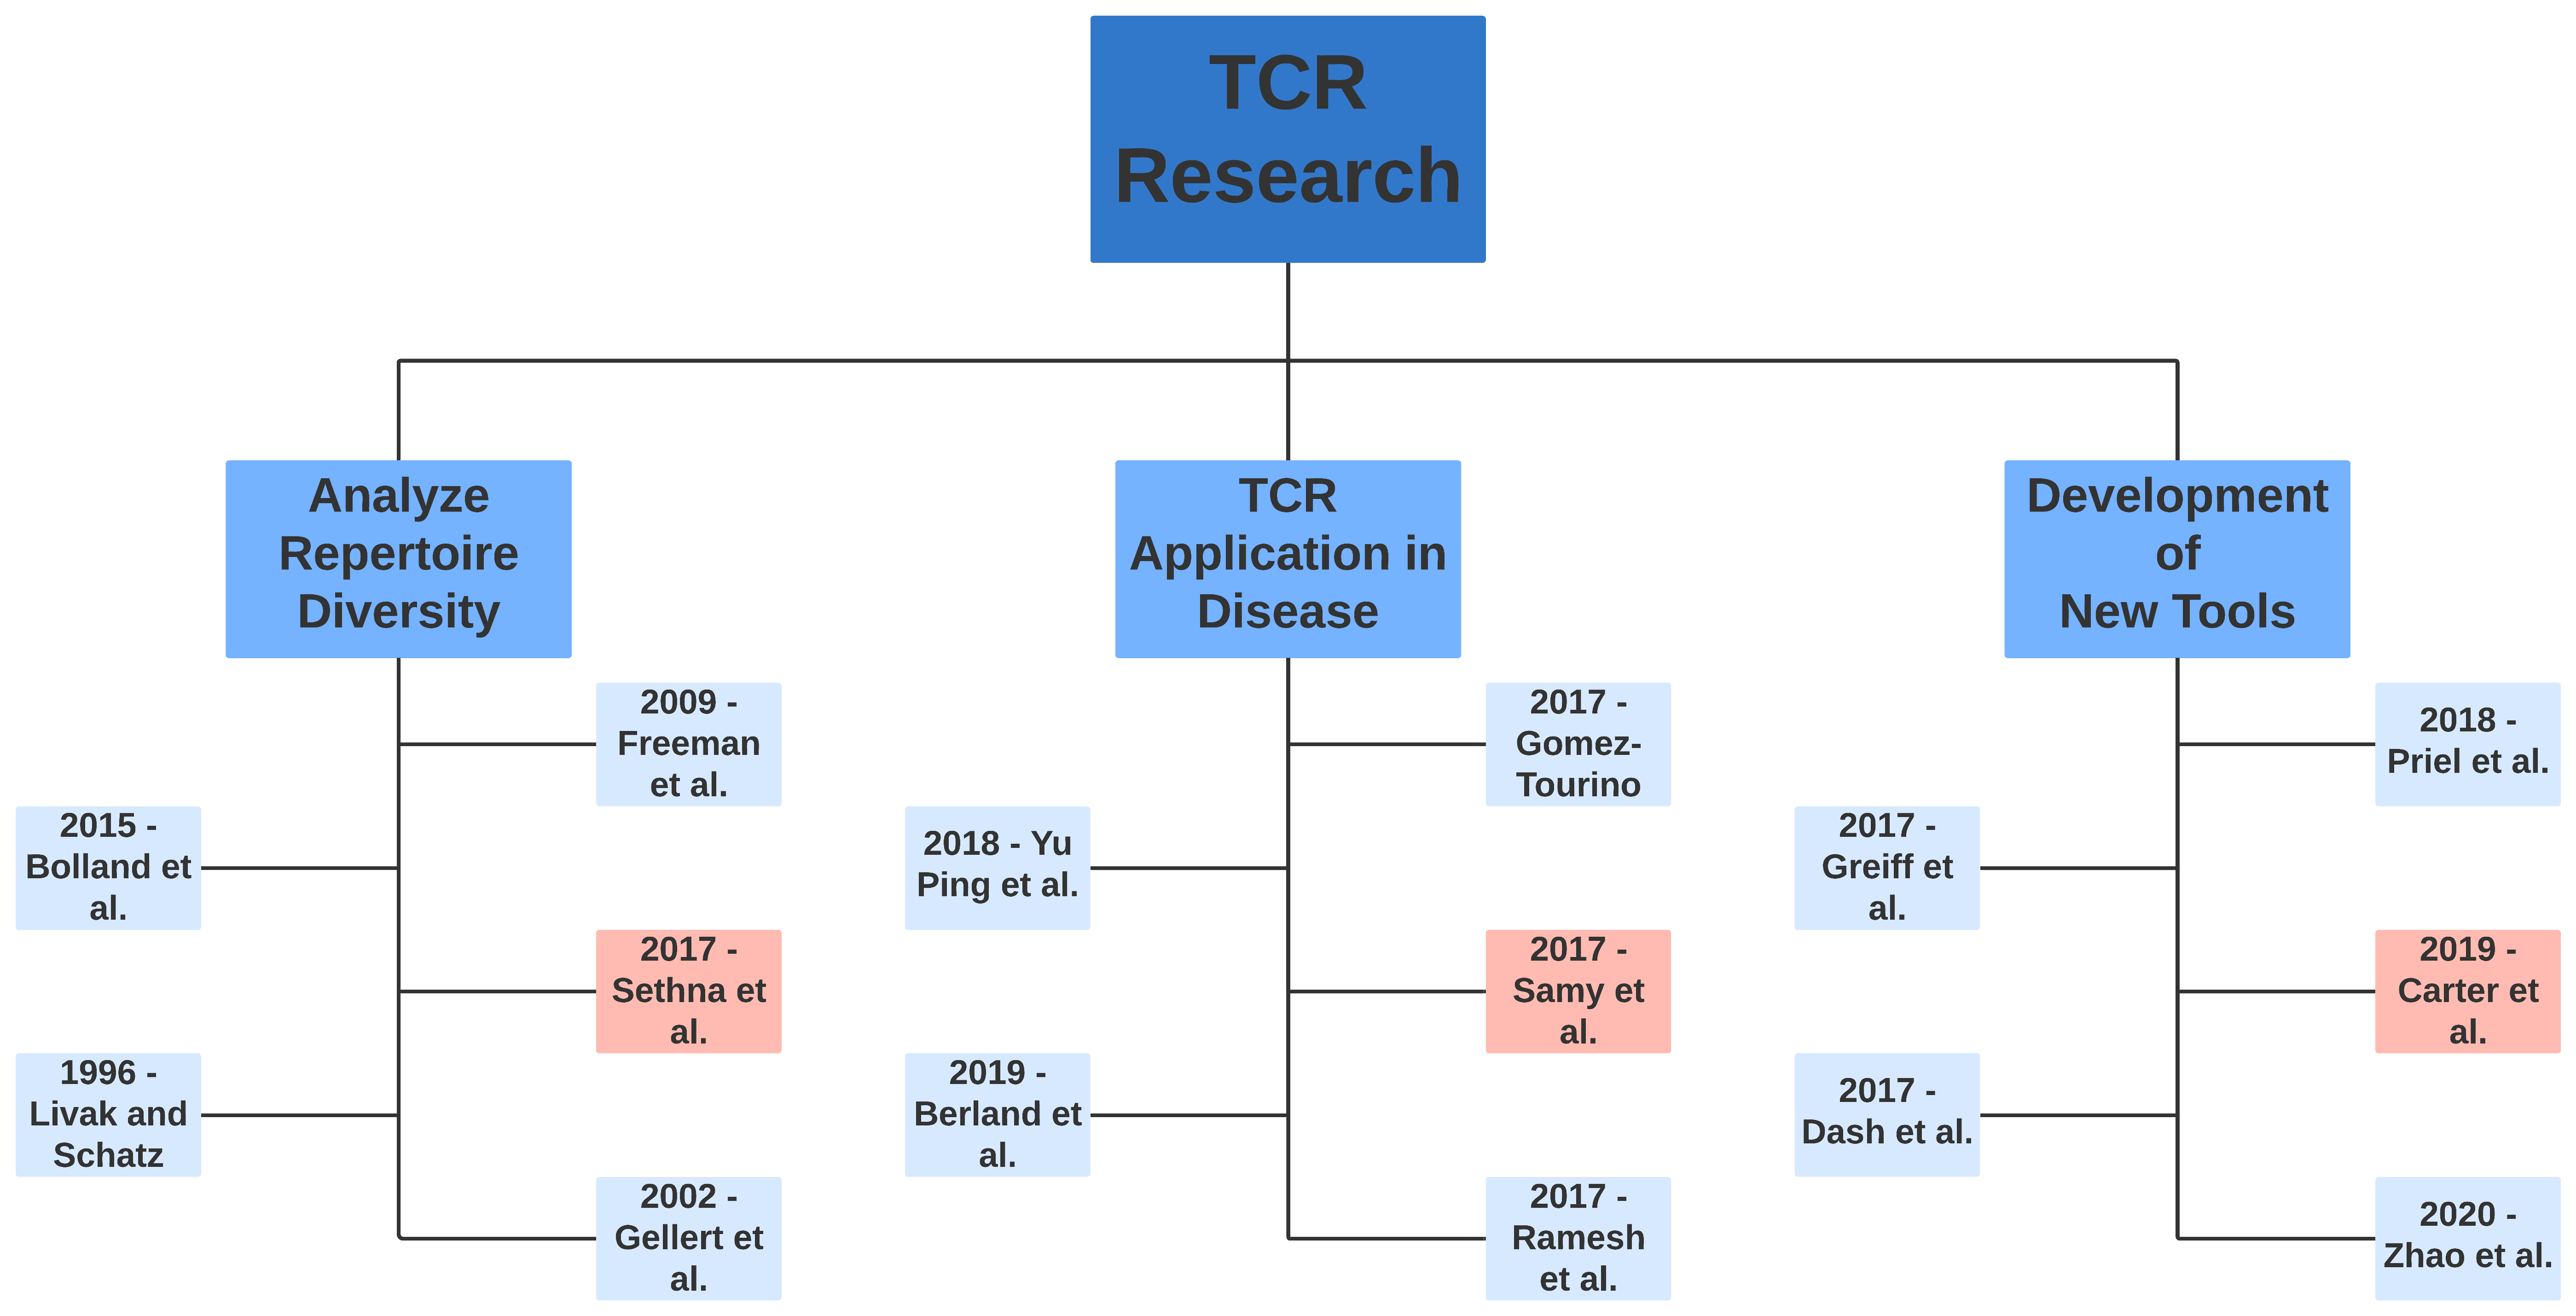 TCR
Research
Analyze
Repertoire
Diversity
TCR
Application in
Disease
Development
of
New Tools
2009 -
Freeman
et al.
2015 -
Bolland et
al.
2017 -
Sethna et
al.
1996 -
Livak and
Schatz
2002 -
Gellert et
al.
2017 -
Gomez-
Tourino
2018 - Yu
Ping et al.
2017 -
Samy et
al.
2019 -
Berland et
al.
2017 -
Ramesh
et al.
2018 -
Priel et al.
2017 -
Greiff et
al.
2019 -
Carter et
al.
2017 -
Dash et al.
2020 -
Zhao et al.